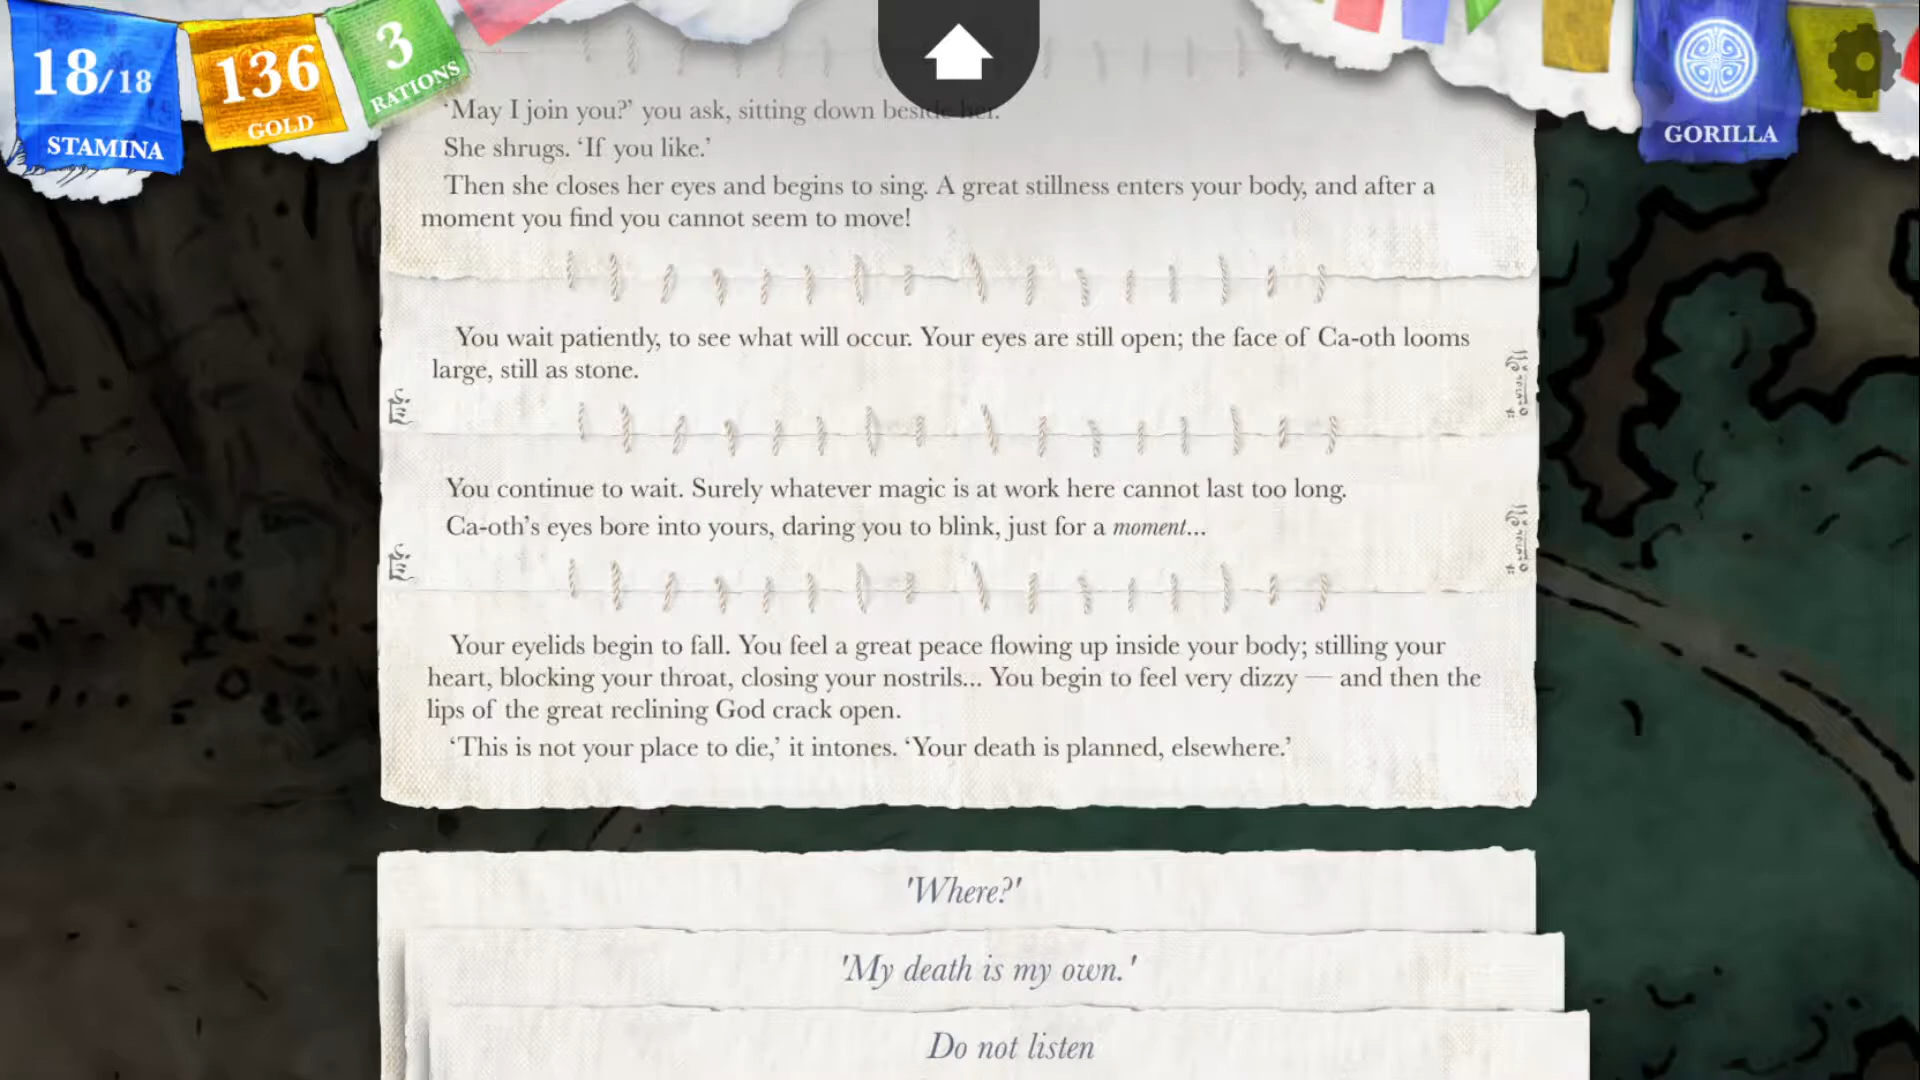 18/18
STAMINA
136
GOLD
3
RATIONS
GORILLA
‘May I join you?’ you ask, sitting down beside her.
She shrugs. ‘If you like.’
Then she closes her eyes and begins to sing. A great stillness enters your body, and after a
moment you find you cannot seem to move!
You wait patiently, to see what will occur. Your eyes are still open; the face of Ca-oth looms
large, still as stone.
You continue to wait. Surely whatever magic is at work here cannot last too long.
Ca-oth’s eyes bore into yours, daring you to blink, just for a moment...
Your eyelids begin to fall. You feel a great peace flowing up inside your body; stilling your
heart, blocking your throat, closing your nostrils... You begin to feel very dizzy — and then the
lips of the great reclining God crack open.
‘This is not your place to die,’ it intones. ‘Your death is planned, elsewhere.’
'Where?'
'My death is my own.'
Do not listen